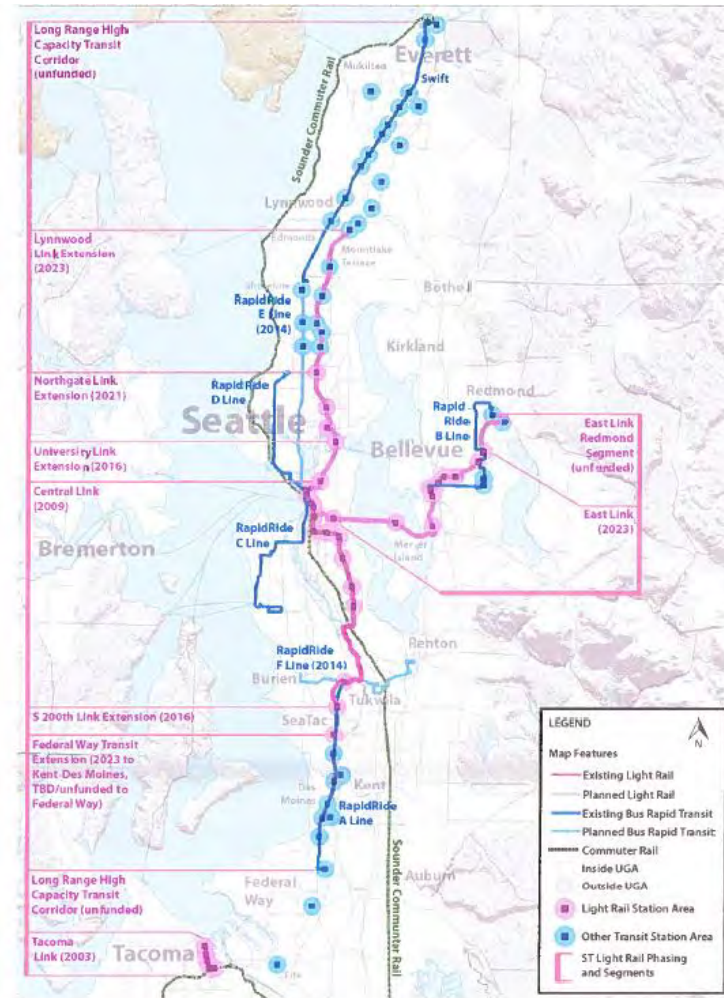 Long Range High
Capacity Transit
Corridor
(unfunded)
Lynnwood
Link Extension
(2023)
Northgate Link
Extension (2021)
University Link
Extension (2016)
Central Link
(2009)
S 200th Link Extension (2016)
Federal Way Transit
Extension (2023 to
Kent-Des Moines,
TBD/unfunded to
Federal Way)
Long Range High
Capacity Transit
Corridor (unfunded)
Tacoma
Link (2003)
Everett
Mukilteo
Swift
Sounder Commuter Rail
Lynnwood
Edmonds
Mountlake
Terrace
Bothell
RapidRide
E Line
(2014)
Kirkland
RapidRide
D Line
Redmond
Seattle
Rapid
Ride
B Line
Bellevue
East Link
Redmond
Segment
(unfunded)
East Link
(2023)
RapidRide
C Line
Bremerton
Mercer
Island
RapidRide
F Line (2014)
Renton
Burien
Tukwila
SeaTac
Des
Moines
Kent
RapidRide
A Line
Sounder Commuter Rail
Federal
Way
Auburn
Tacoma
Fife
LEGEND
N
Map Features
Existing Light Rail
Planned Light Rail
Existing Bus Rapid Transit
Planned Bus Rapid Transit
Commuter Rail
Inside UGA
Outside UGA
Light Rail Station Area
Other Transit Station Area
ST Light Rail Phasing
and Segments